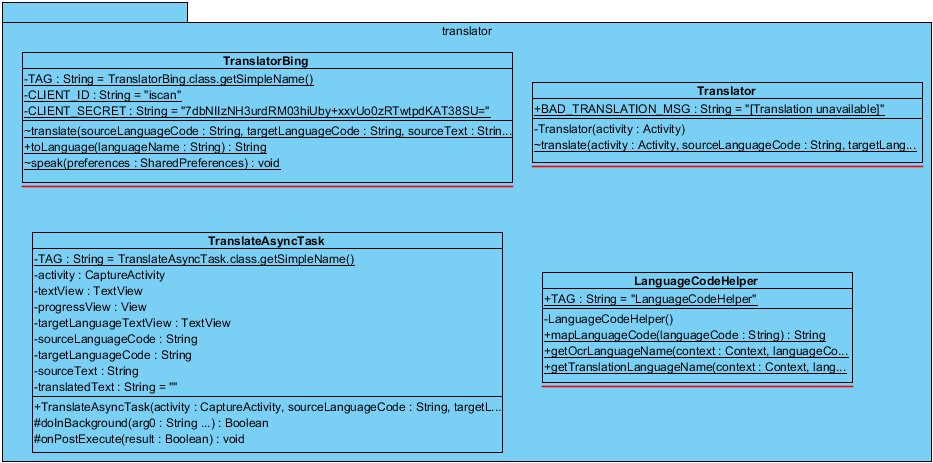 translator
TranslatorBing
-TAG : String = TranslatorBing.class.getSimpleName()
-CLIENT_ID : String = "iscan"
-CLIENT_SECRET : String = "7dbNIIzNH3urdRM03hiUby+xxvUo0zRTwtpdKAT38SU="
~translate(sourceLanguageCode : String, targetLanguageCode : String, sourceText : Strin...
+toLanguage(languageName : String) : String
~speak(preferences : SharedPreferences) : void
Translator
+BAD_TRANSLATION_MSG : String = "[Translation unavailable]"
-Translator(activity : Activity)
~translate(activity : Activity, sourceLanguageCode : String, targetLang...
TranslateAsyncTask
-TAG : String = TranslateAsyncTask.class.getSimpleName()
-activity : CaptureActivity
-textView : TextView
-progressView : View
-targetLanguageTextView : TextView
-sourceLanguageCode : String
-targetLanguageCode : String
-sourceText : String
-translatedText : String = ""
+TranslateAsyncTask(activity : CaptureActivity, sourceLanguageCode : String, targetL...
#doInBackground(arg0 : String ...) : Boolean
#onPostExecute(result : Boolean) : void
LanguageCodeHelper
+TAG : String = "LanguageCodeHelper"
-LanguageCodeHelper()
+mapLanguageCode(languageCode : String) : String
+getOcrLanguageName(context : Context, languageCo...
+getTranslationLanguageName(context : Context, lang...